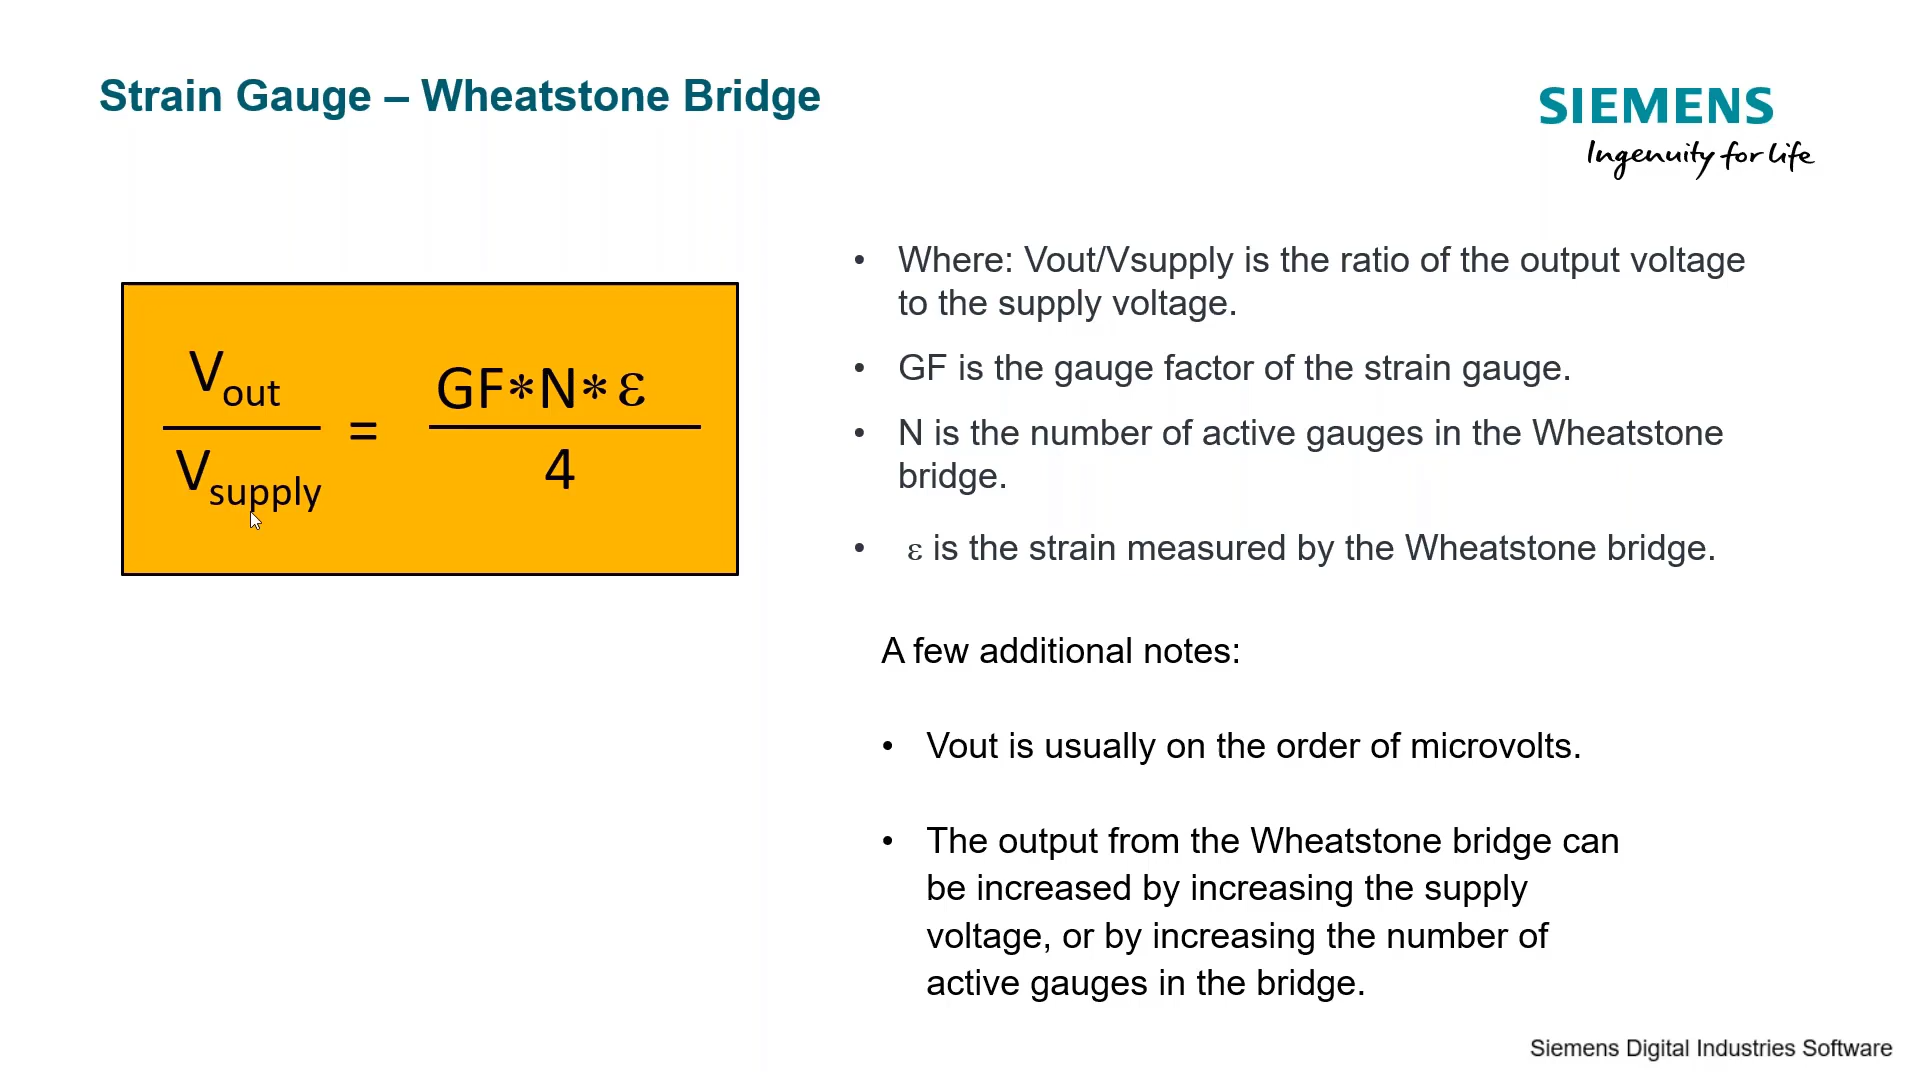 Strain Gauge – Wheatstone Bridge
SIEMENS
Ingenuity for life
Vout
Vsupply
=
GF*N*ε
4
• Where: Vout/Vsupply is the ratio of the output voltage
to the supply voltage.
• GF is the gauge factor of the strain gauge.
• N is the number of active gauges in the Wheatstone
bridge.
• ε is the strain measured by the Wheatstone bridge.
A few additional notes:
• Vout is usually on the order of microvolts.
• The output from the Wheatstone bridge can
be increased by increasing the supply
voltage, or by increasing the number of
active gauges in the bridge.
Siemens Digital Industries Software